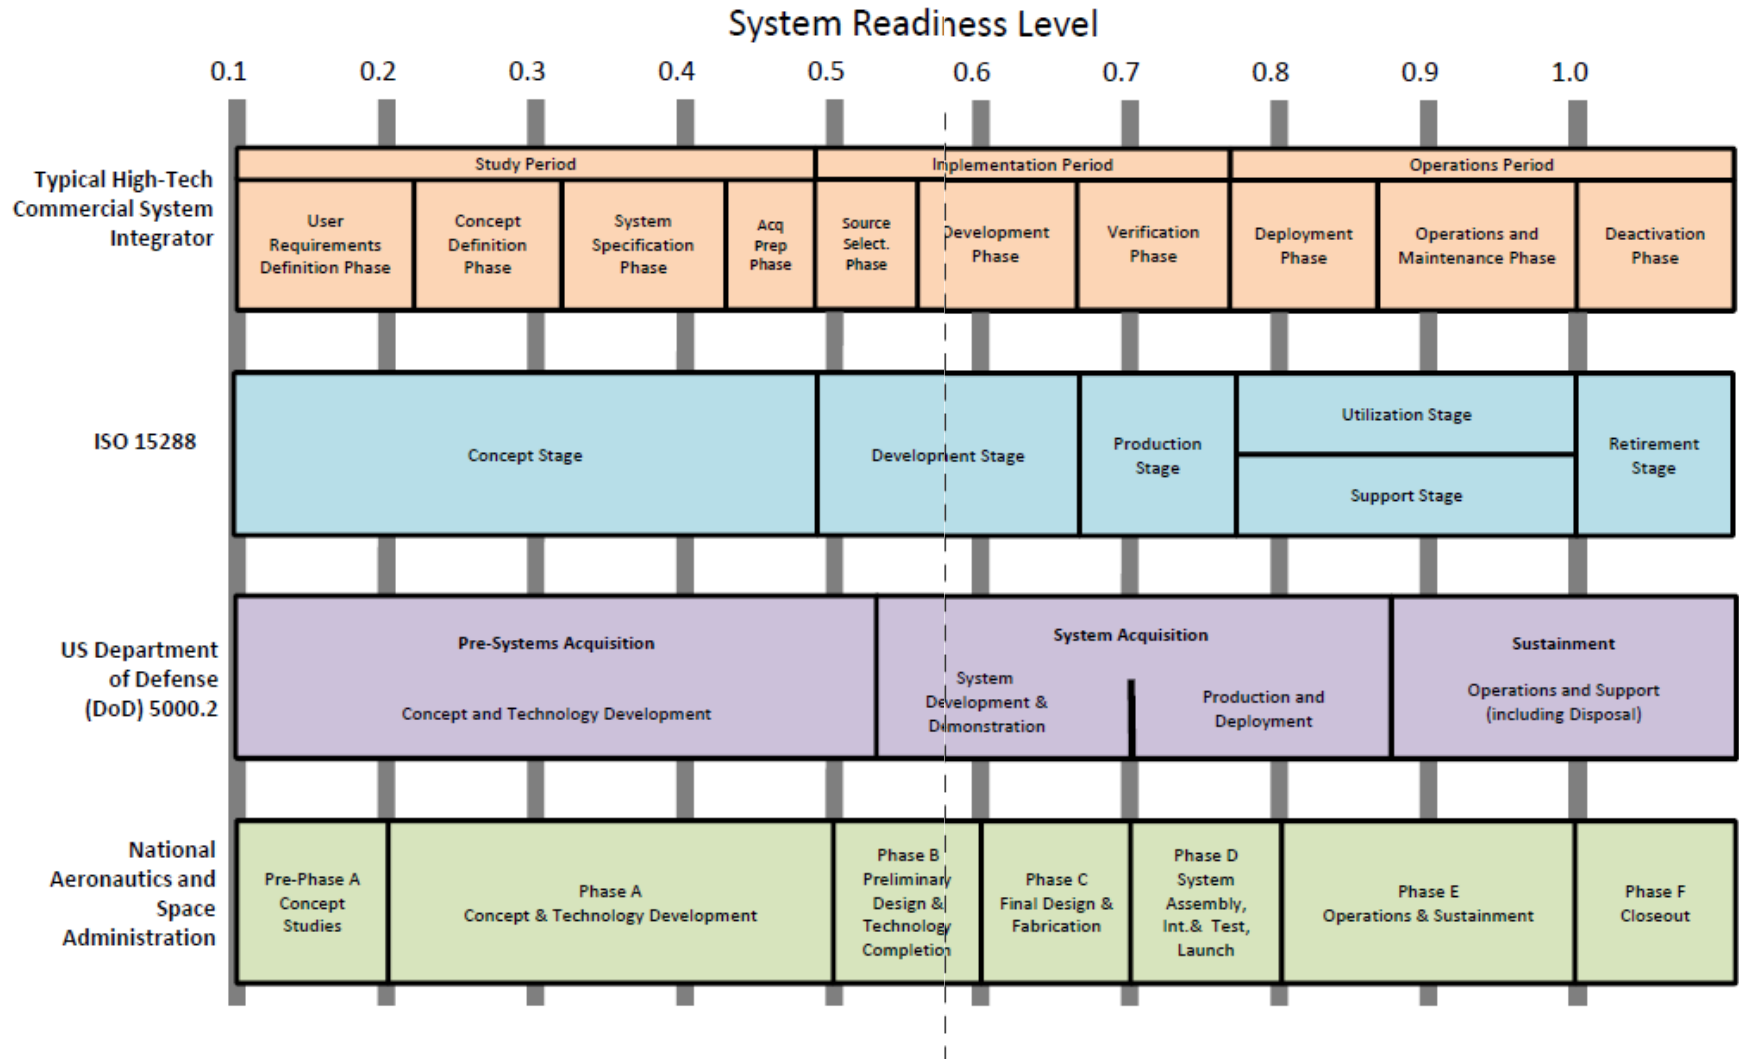 System Readiness Level
0.1 0.2 0.3 0.4 0.5 0.6 0.7 0.8 0.9 1.0
Typical High-Tech
Commercial System
Integrator
Study Period
Implementation Period
Operations Period
User
Requirements
Definition Phase
Concept
Definition
Phase
System
Specification
Phase
Acq
Prep
Phase
Source
Select.
Phase
Development
Phase
Verification
Phase
Deployment
Phase
Operations and
Maintenance Phase
Deactivation
Phase
ISO 15288
Concept Stage
Development Stage
Production
Stage
Utilization Stage
Support Stage
Retirement
Stage
US Department
of Defense
(DoD) 5000.2
Pre-Systems Acquisition
Concept and Technology Development
System Acquisition
System
Development &
Demonstration
Production and
Deployment
Sustainment
Operations and Support
(including Disposal)
National
Aeronautics and
Space
Administration
Pre-Phase A
Concept
Studies
Phase A
Concept & Technology Development
Phase B
Preliminary
Design &
Technology
Completion
Phase C
Final Design &
Fabrication
Phase D
System
Assembly,
Int.& Test,
Launch
Phase E
Operations & Sustainment
Phase F
Closeout